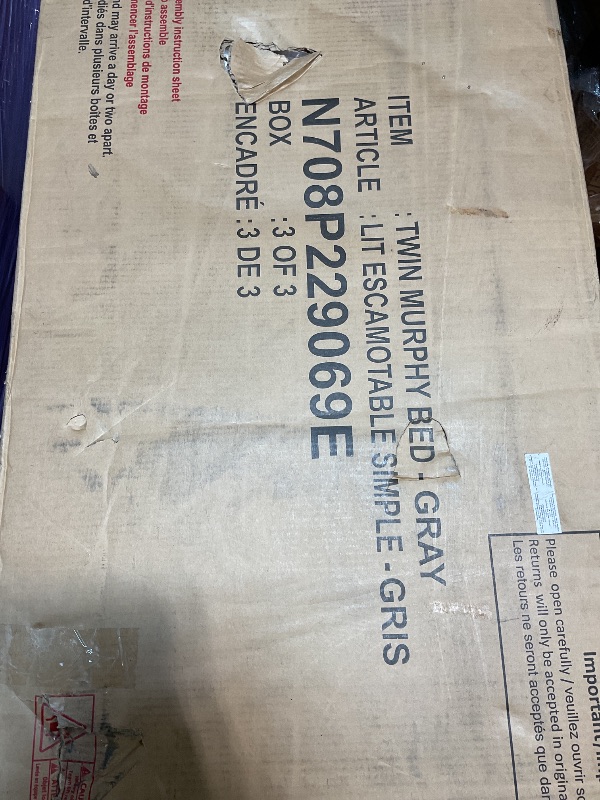 ITEM : TWIN MURPHY BED - GRAY
ARTICLE : LIT ESCAMOTABLE SIMPLE - GRIS
N708P229069E
BOX : 3 OF 3
ENCADRÉ : 3 DE 3
embly instruction sheet
assemble
d'instructions de montage
mencer l'assemblage
nd may arrive a day or two apart.
diés dans plusieurs boîtes et
d'intervalle.
Important/
Please open carefully / veuillez ouvrir
Returns will only be accepted in origina
Les retours ne seront acceptés que dan